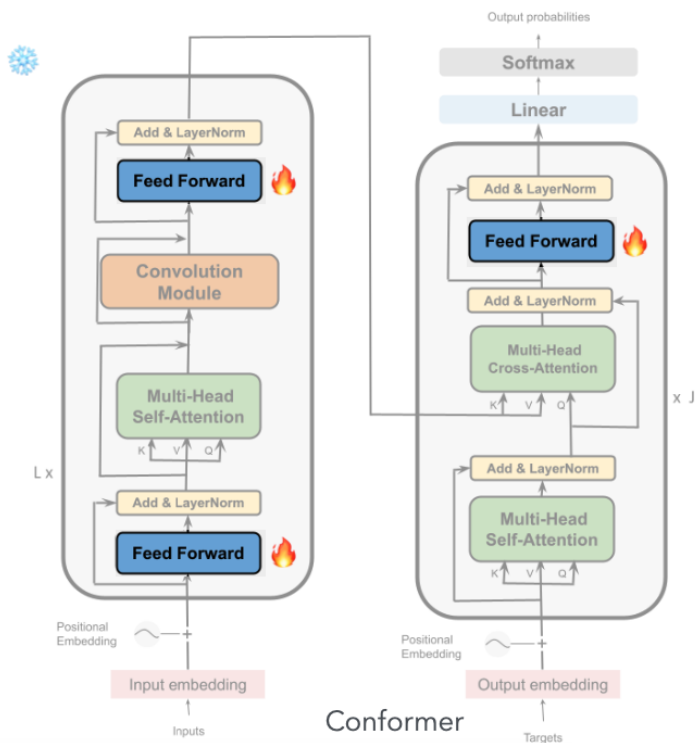 Output probabilities
Softmax
Linear
Add & LayerNorm
Feed Forward
Convolution
Module
Multi-Head
Self-Attention
K
V
Q
L x
Add & LayerNorm
Feed Forward
Positional
Embedding
+
Input embedding
Inputs
Add & LayerNorm
Feed Forward
Add & LayerNorm
Multi-Head
Cross-Attention
K
V
Q
x J
Add & LayerNorm
Multi-Head
Self-Attention
K
V
Q
Positional
Embedding
+
Output embedding
Targets
Conformer